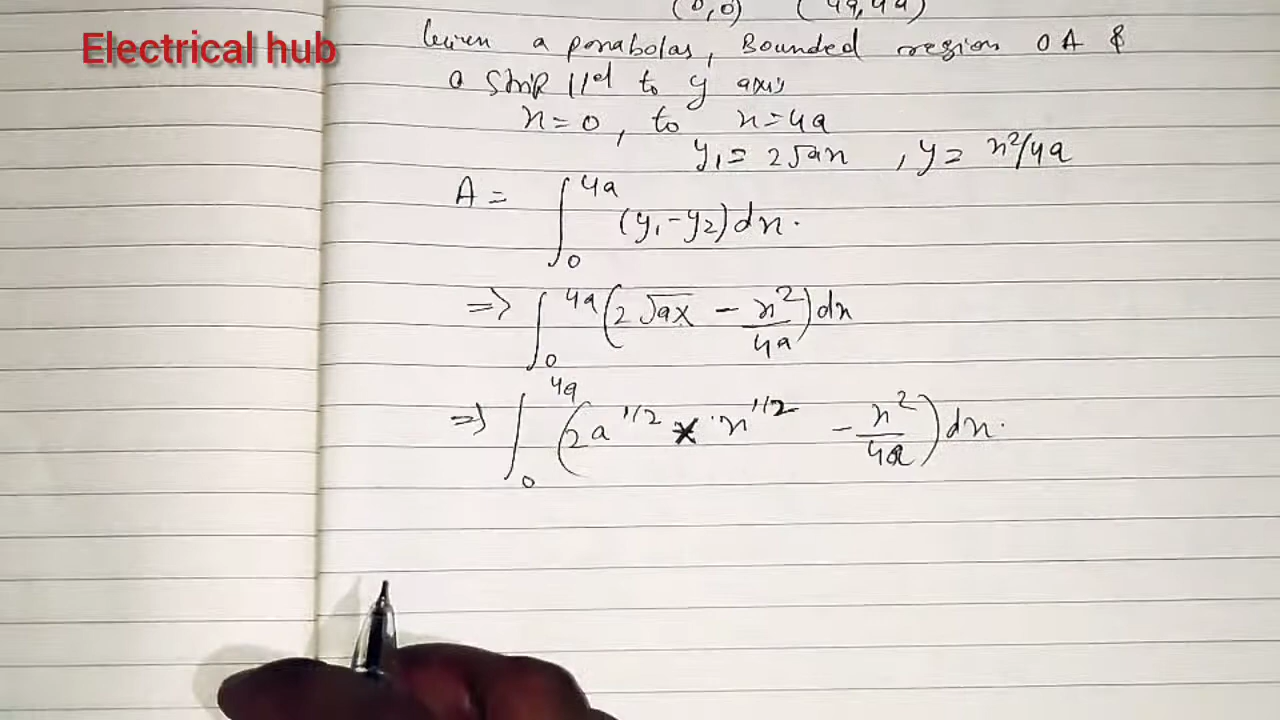 (0,0) (4a,4a)
Electrical hub
Given a parabolas, Bounded region OA &
a strip ||el to y axis
x=0, to x=4a
y₁= 2√ax , y= x²/4a
A= ∫₀^4a (y₁-y₂)dx.
=> ∫₀^4a (2√ax - x²/4a)dx
=> ∫₀^4a (2a^1/2 × x^1/2 - x²/4a)dx.